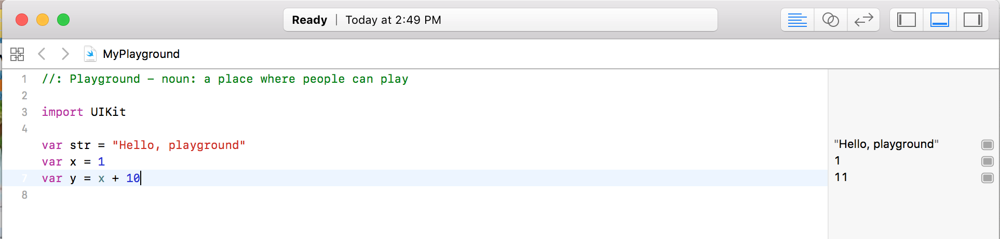 Ready | Today at 2:49 PM
MyPlayground
1 //: Playground - noun: a place where people can play
2
3 import UIKit
4
var str = "Hello, playground" "Hello, playground"
var x = 1 1
7 var y = x + 10 11
8